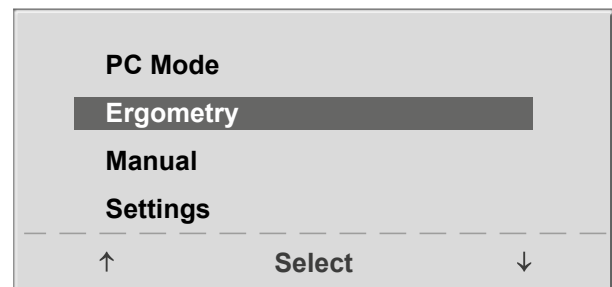 PC Mode
Ergometry
Manual
Settings
↑ Select ↓